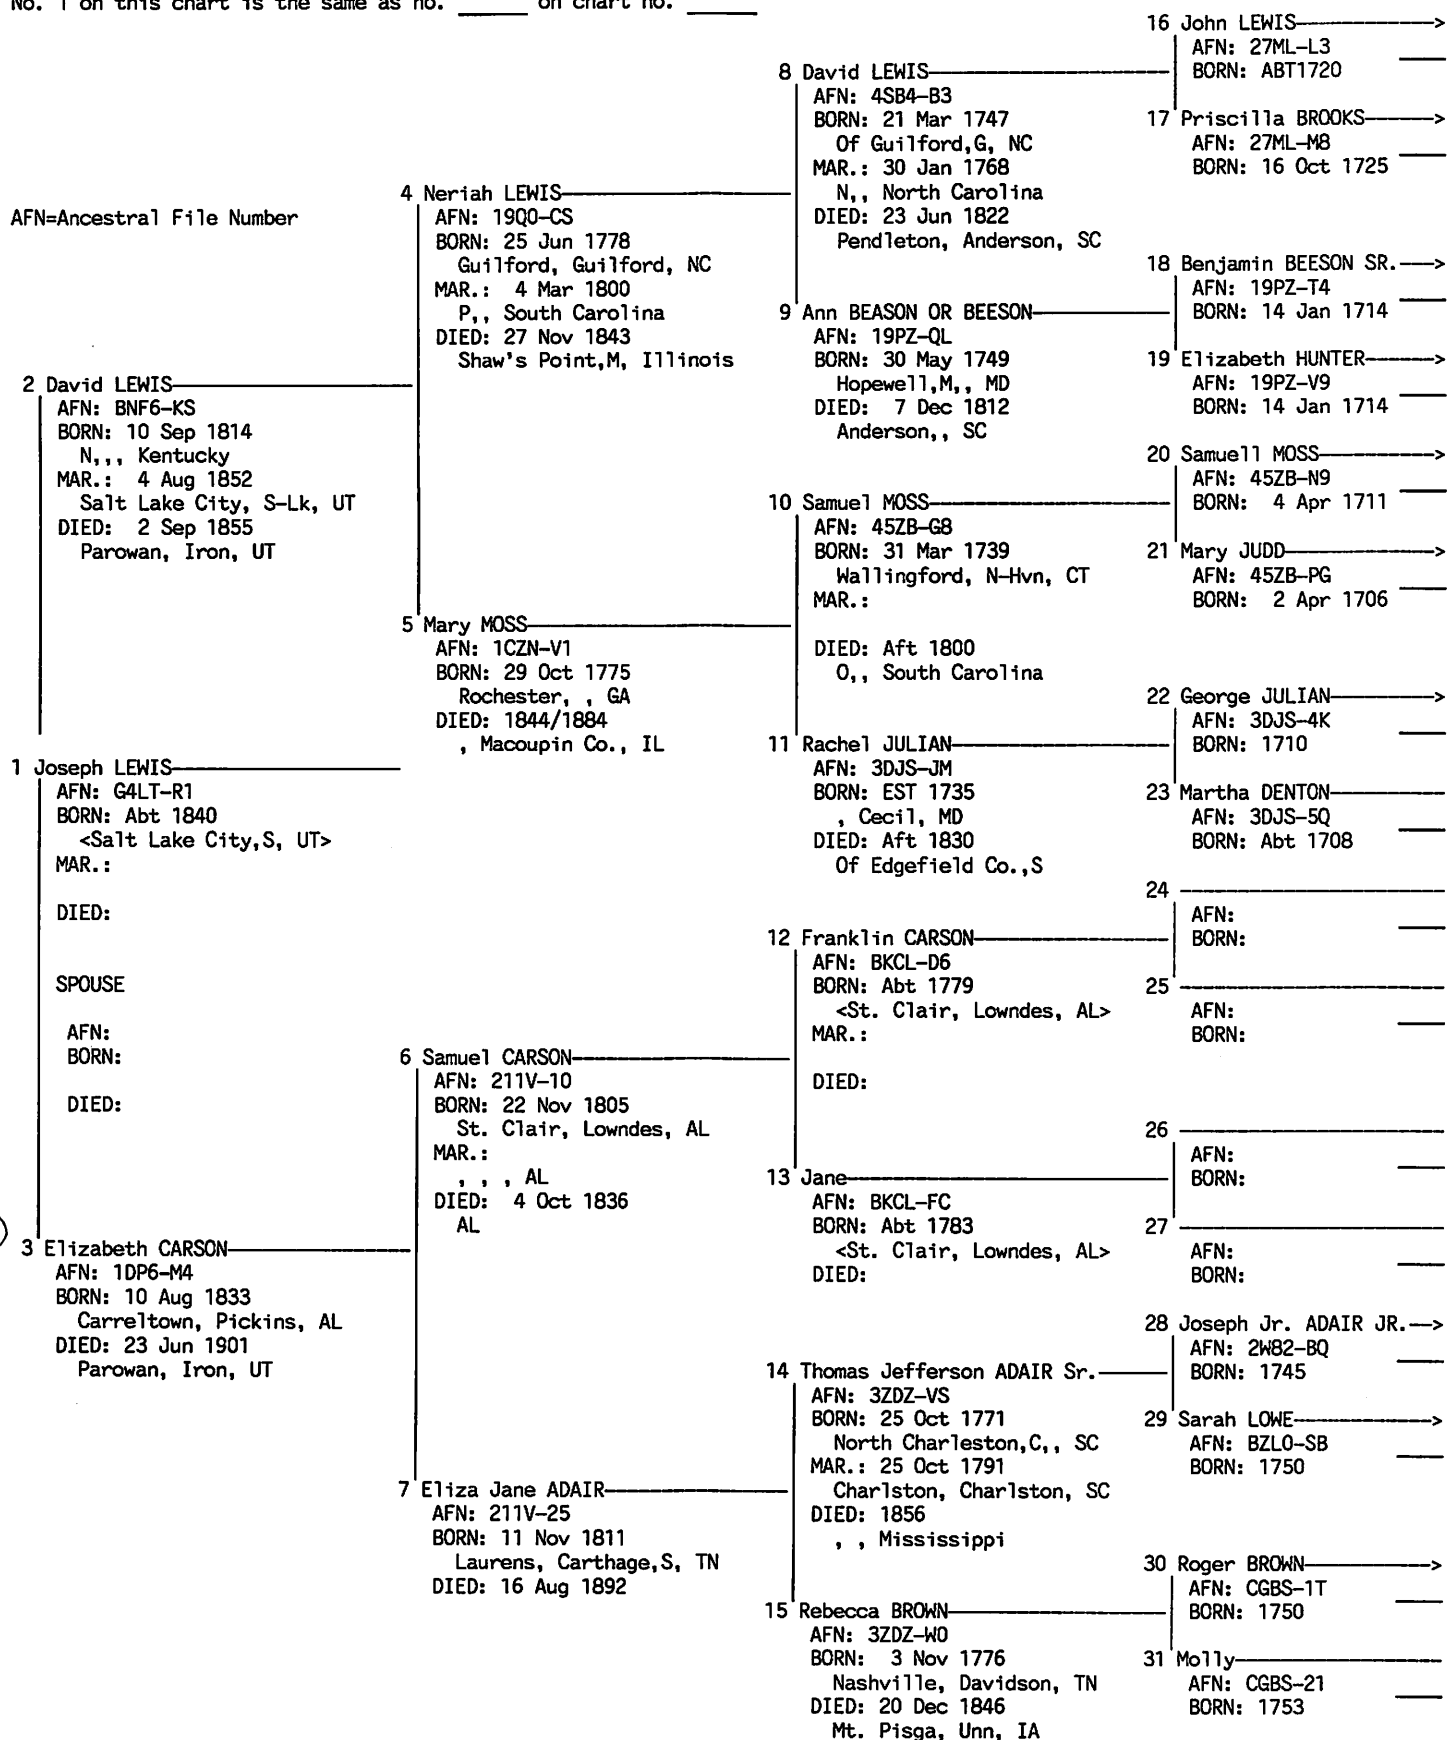 No. 1 on this chart is the same as no. _____ on chart no. _____
AFN=Ancestral File Number
1 Joseph LEWIS
AFN: G4LT-R1
BORN: Abt 1840
<Salt Lake City,S, UT>
MAR.:
DIED:
SPOUSE
AFN:
BORN:
DIED:
2 David LEWIS
AFN: BNF6-KS
BORN: 10 Sep 1814
N,,, Kentucky
MAR.: 4 Aug 1852
Salt Lake City, S-Lk, UT
DIED: 2 Sep 1855
Parowan, Iron, UT
3 Elizabeth CARSON
AFN: 1DP6-M4
BORN: 10 Aug 1833
Carreltown, Pickins, AL
DIED: 23 Jun 1901
Parowan, Iron, UT
4 Neriah LEWIS
AFN: 19Q0-CS
BORN: 25 Jun 1778
Guilford, Guilford, NC
MAR.: 4 Mar 1800
P,, South Carolina
DIED: 27 Nov 1843
Shaw's Point,M, Illinois
5 Mary MOSS
AFN: 1CZN-V1
BORN: 29 Oct 1775
Rochester, , GA
DIED: 1844/1884
, Macoupin Co., IL
6 Samuel CARSON
AFN: 211V-10
BORN: 22 Nov 1805
St. Clair, Lowndes, AL
MAR.:
, , , AL
DIED: 4 Oct 1836
AL
7 Eliza Jane ADAIR
AFN: 211V-25
BORN: 11 Nov 1811
Laurens, Carthage,S, TN
DIED: 16 Aug 1892
8 David LEWIS
AFN: 4SB4-B3
BORN: 21 Mar 1747
Of Guilford,G, NC
MAR.: 30 Jan 1768
N,, North Carolina
DIED: 23 Jun 1822
Pendleton, Anderson, SC
9 Ann BEASON OR BEESON
AFN: 19PZ-QL
BORN: 30 May 1749
Hopewell,M,, MD
DIED: 7 Dec 1812
Anderson,, SC
10 Samuel MOSS
AFN: 45ZB-G8
BORN: 31 Mar 1739
Wallingford, N-Hvn, CT
MAR.:
DIED: Aft 1800
O,, South Carolina
11 Rachel JULIAN
AFN: 3DJS-JM
BORN: EST 1735
, Cecil, MD
DIED: Aft 1830
Of Edgefield Co.,S
12 Franklin CARSON
AFN: BKCL-D6
BORN: Abt 1779
<St. Clair, Lowndes, AL>
MAR.:
DIED:
13 Jane
AFN: BKCL-FC
BORN: Abt 1783
<St. Clair, Lowndes, AL>
DIED:
14 Thomas Jefferson ADAIR Sr.
AFN: 3ZDZ-VS
BORN: 25 Oct 1771
North Charleston,C,, SC
MAR.: 25 Oct 1791
Charlston, Charlston, SC
DIED: 1856
, , Mississippi
15 Rebecca BROWN
AFN: 3ZDZ-W0
BORN: 3 Nov 1776
Nashville, Davidson, TN
DIED: 20 Dec 1846
Mt. Pisga, Unn, IA
16 John LEWIS
AFN: 27ML-L3
BORN: ABT1720
17 Priscilla BROOKS
AFN: 27ML-M8
BORN: 16 Oct 1725
18 Benjamin BEESON SR.
AFN: 19PZ-T4
BORN: 14 Jan 1714
19 Elizabeth HUNTER
AFN: 19PZ-V9
BORN: 14 Jan 1714
20 Samuell MOSS
AFN: 45ZB-N9
BORN: 4 Apr 1711
21 Mary JUDD
AFN: 45ZB-PG
BORN: 2 Apr 1706
22 George JULIAN
AFN: 3DJS-4K
BORN: 1710
23 Martha DENTON
AFN: 3DJS-5Q
BORN: Abt 1708
24
AFN:
BORN:
25
AFN:
BORN:
26
AFN:
BORN:
27
AFN:
BORN:
28 Joseph Jr. ADAIR JR.
AFN: 2W82-BQ
BORN: 1745
29 Sarah LOWE
AFN: BZL0-SB
BORN: 1750
30 Roger BROWN
AFN: CGBS-1T
BORN: 1750
31 Molly
AFN: CGBS-21
BORN: 1753